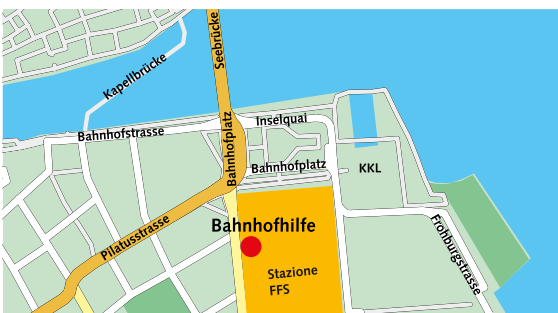 Seebrücke
Kapellbrücke
Inselquai
Bahnhofstrasse
Bahnhofplatz
Bahnhofplatz
KKL
Pilatusstrasse
Bahnhofhilfe
Frohburgstrasse
Stazione
FFS